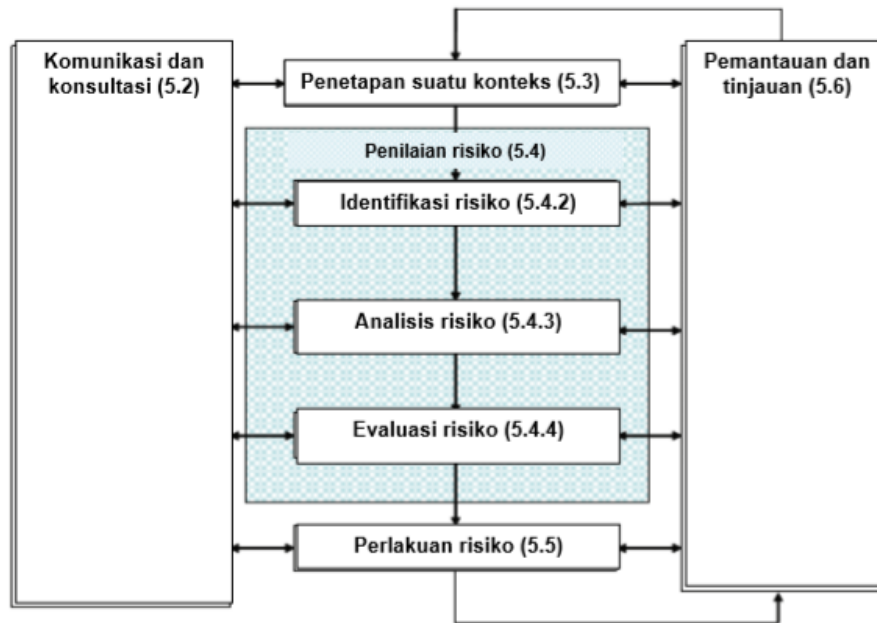 Komunikasi dan
konsultasi (5.2)
Penetapan suatu konteks (5.3)
Pemantauan dan
tinjauan (5.6)
Penilaian risiko (5.4)
Identifikasi risiko (5.4.2)
Analisis risiko (5.4.3)
Evaluasi risiko (5.4.4)
Perlakuan risiko (5.5)